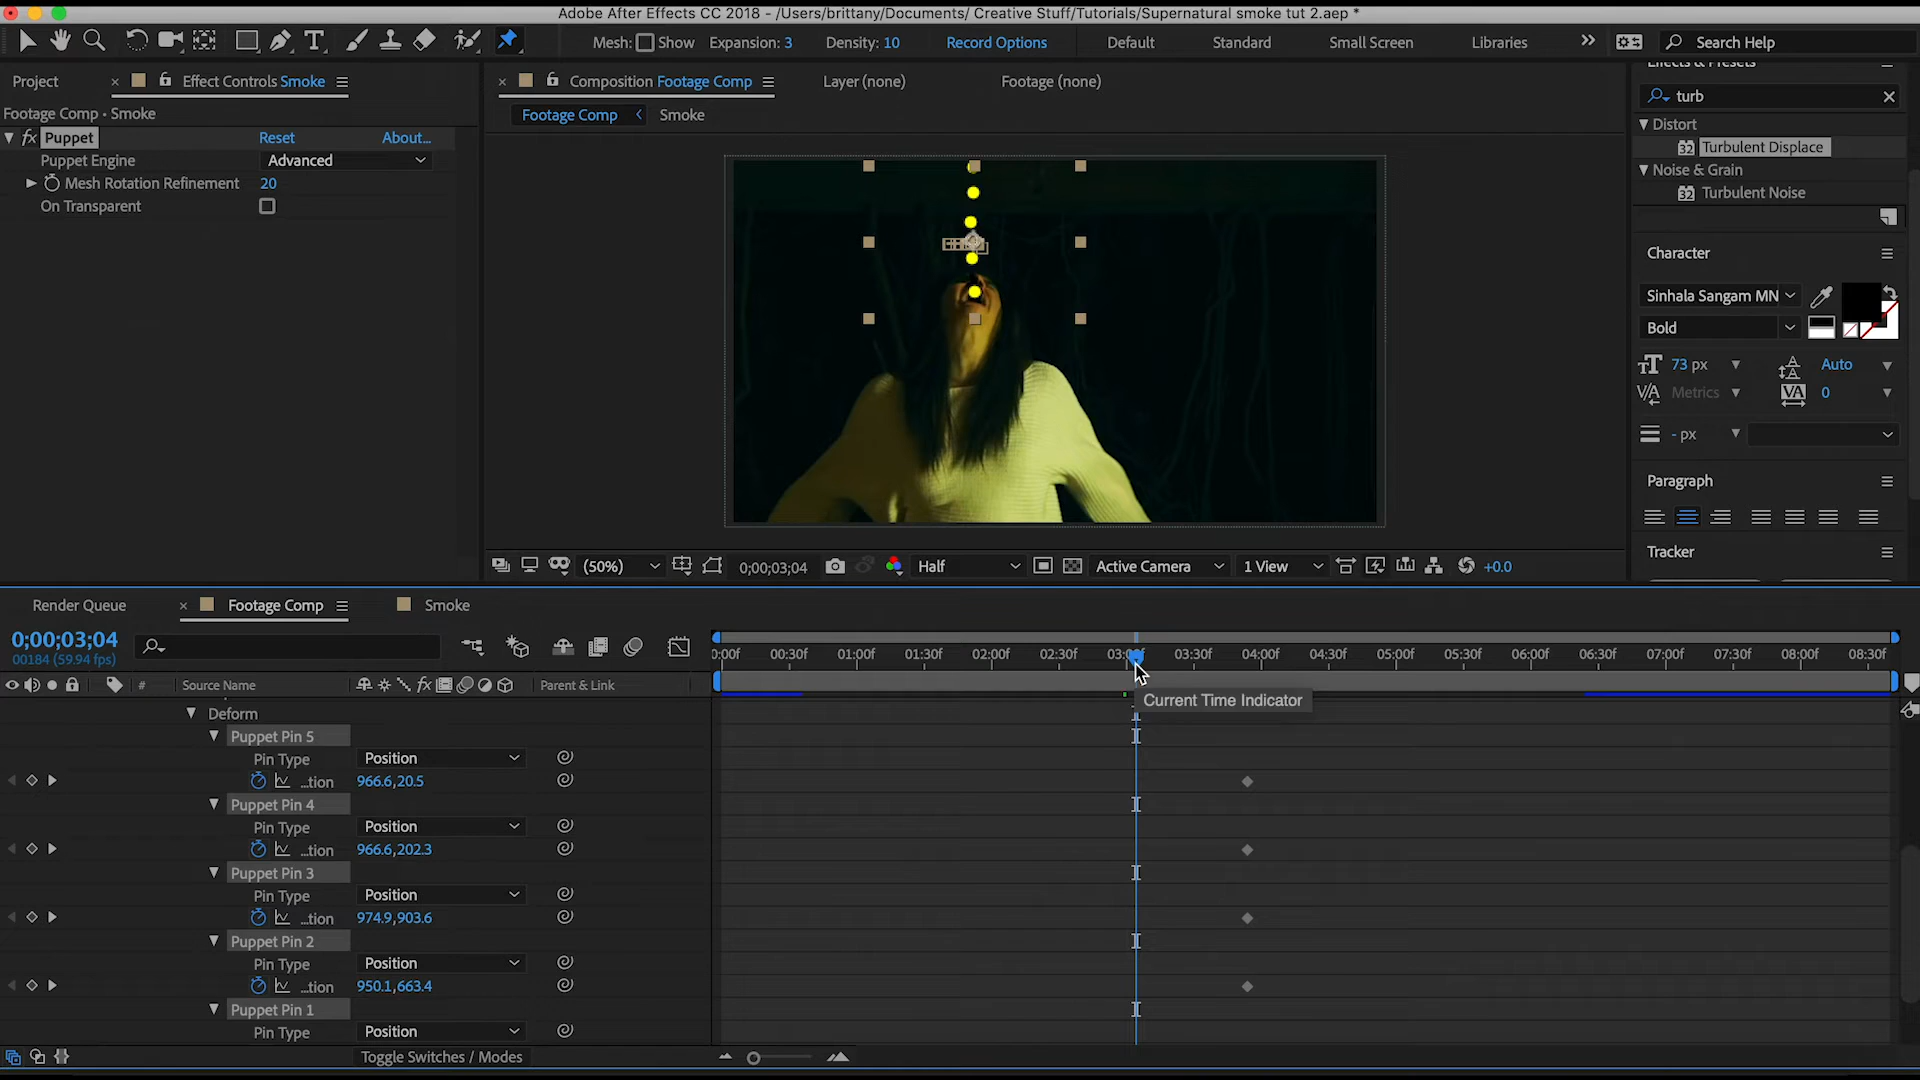 Adobe After Effects CC 2018 - /Users/brittany/Documents/ Creative Stuff/Tutorials/Supernatural smoke tut 2.aep *
Mesh: Show Expansion: 3 Density: 10 Record Options Default Standard Small Screen Libraries Search Help
Project Effect Controls Smoke
Footage Comp • Smoke
fx Puppet Reset About...
Puppet Engine Advanced
Mesh Rotation Refinement 20
On Transparent
Composition Footage Comp Layer (none) Footage (none)
Footage Comp Smoke
(50%) 0;00;03;04 Half Active Camera 1 View +0.0
Effects & Presets
turb
Distort
32 Turbulent Displace
Noise & Grain
32 Turbulent Noise
Character
Sinhala Sangam MN
Bold
73 px Auto
Metrics 0
- px
Paragraph
Tracker
Render Queue Footage Comp Smoke
0;00;03;04
00184 (59.94 fps)
0:00f 00:30f 01:00f 01:30f 02:00f 02:30f 03:00f 03:30f 04:00f 04:30f 05:00f 05:30f 06:00f 06:30f 07:00f 07:30f 08:00f 08:30f
# Source Name fx Parent & Link
Current Time Indicator
Deform
Puppet Pin 5
Pin Type Position
...tion 966.6,20.5
Puppet Pin 4
Pin Type Position
...tion 966.6,202.3
Puppet Pin 3
Pin Type Position
...tion 974.9,903.6
Puppet Pin 2
Pin Type Position
...tion 950.1,663.4
Puppet Pin 1
Pin Type Position
Toggle Switches / Modes